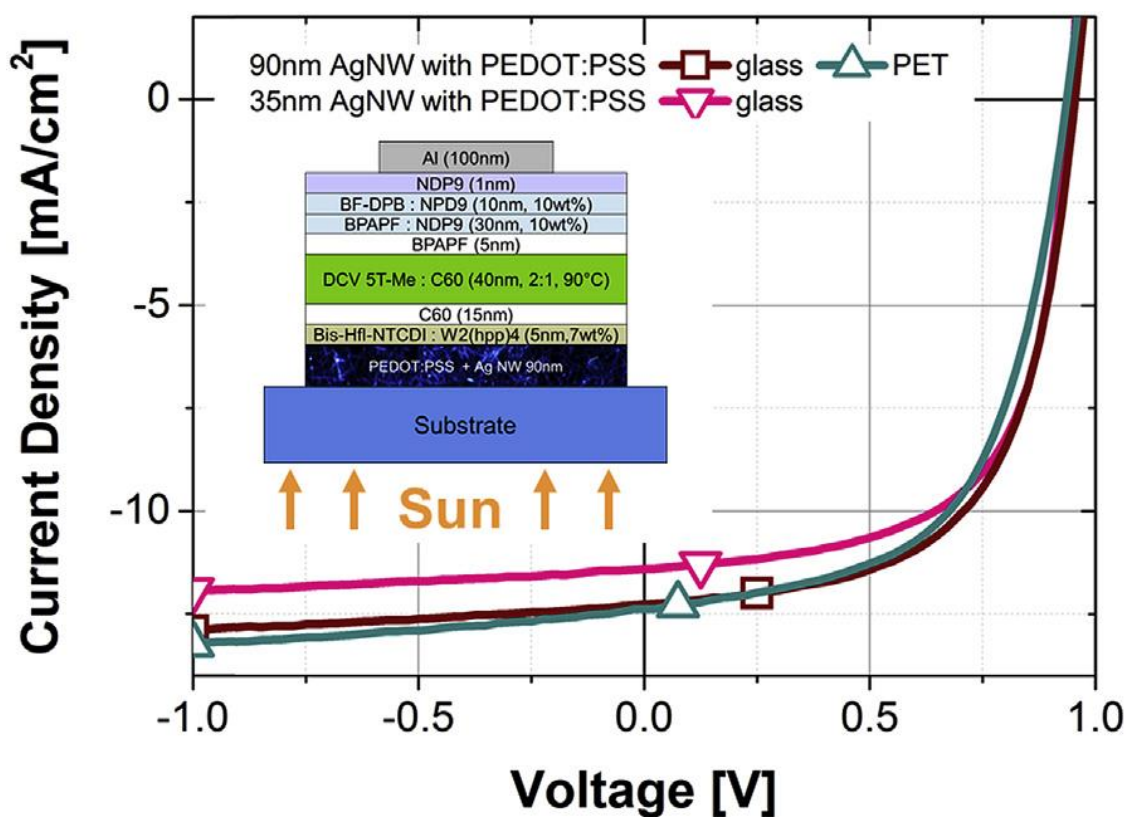 90nm AgNW with PEDOT:PSS glass PET
35nm AgNW with PEDOT:PSS glass
Al (100nm)
NDP9 (1nm)
BF-DPB : NPD9 (10nm, 10wt%)
BPAPF : NDP9 (30nm, 10wt%)
BPAPF (5nm)
DCV 5T-Me : C60 (40nm, 2:1, 90°C)
C60 (15nm)
Bis-Hfl-NTCDI : W2(hpp)4 (5nm,7wt%)
PEDOT:PSS + Ag NW 90nm
Substrate
Sun
Current Density [mA/cm²]
0
-5
-10
-1.0 -0.5 0.0 0.5 1.0
Voltage [V]